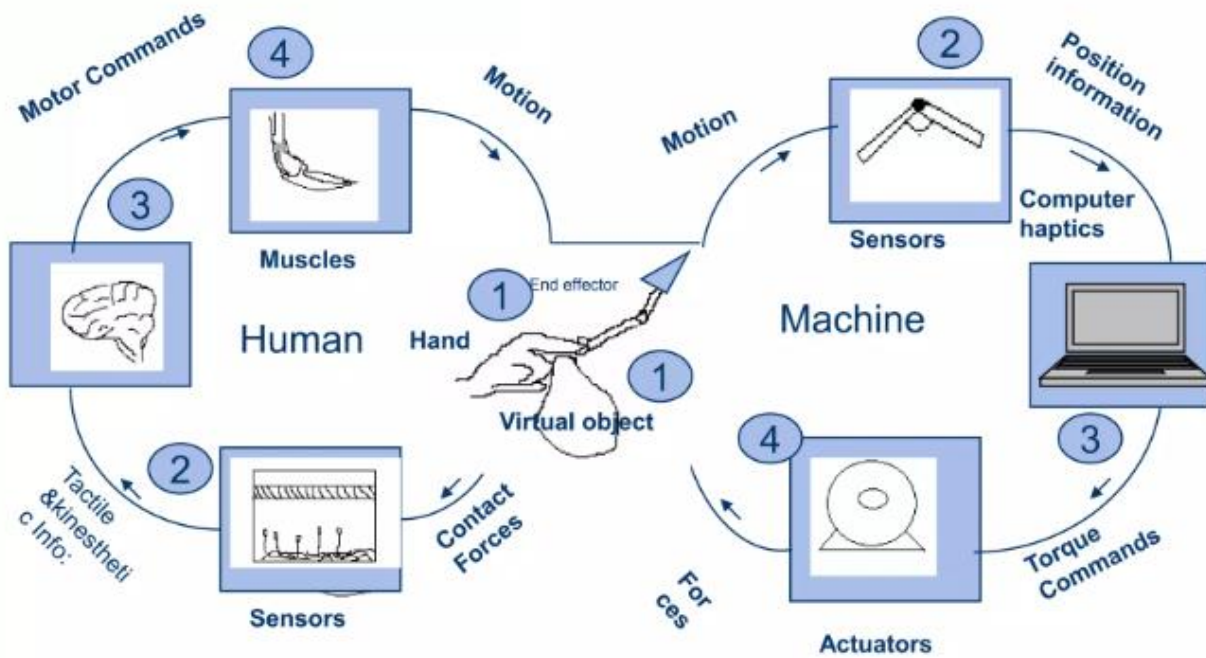 Motor Commands
4
Motion
Muscles
3
Human
2
Tactile
&kinestheti
c Info:
Sensors
Contact
Forces
1
End effector
Hand
1
Virtual object
Motion
2
Sensors
Position
information
Computer
haptics
Machine
3
Torque
Commands
4
Actuators
For
ces